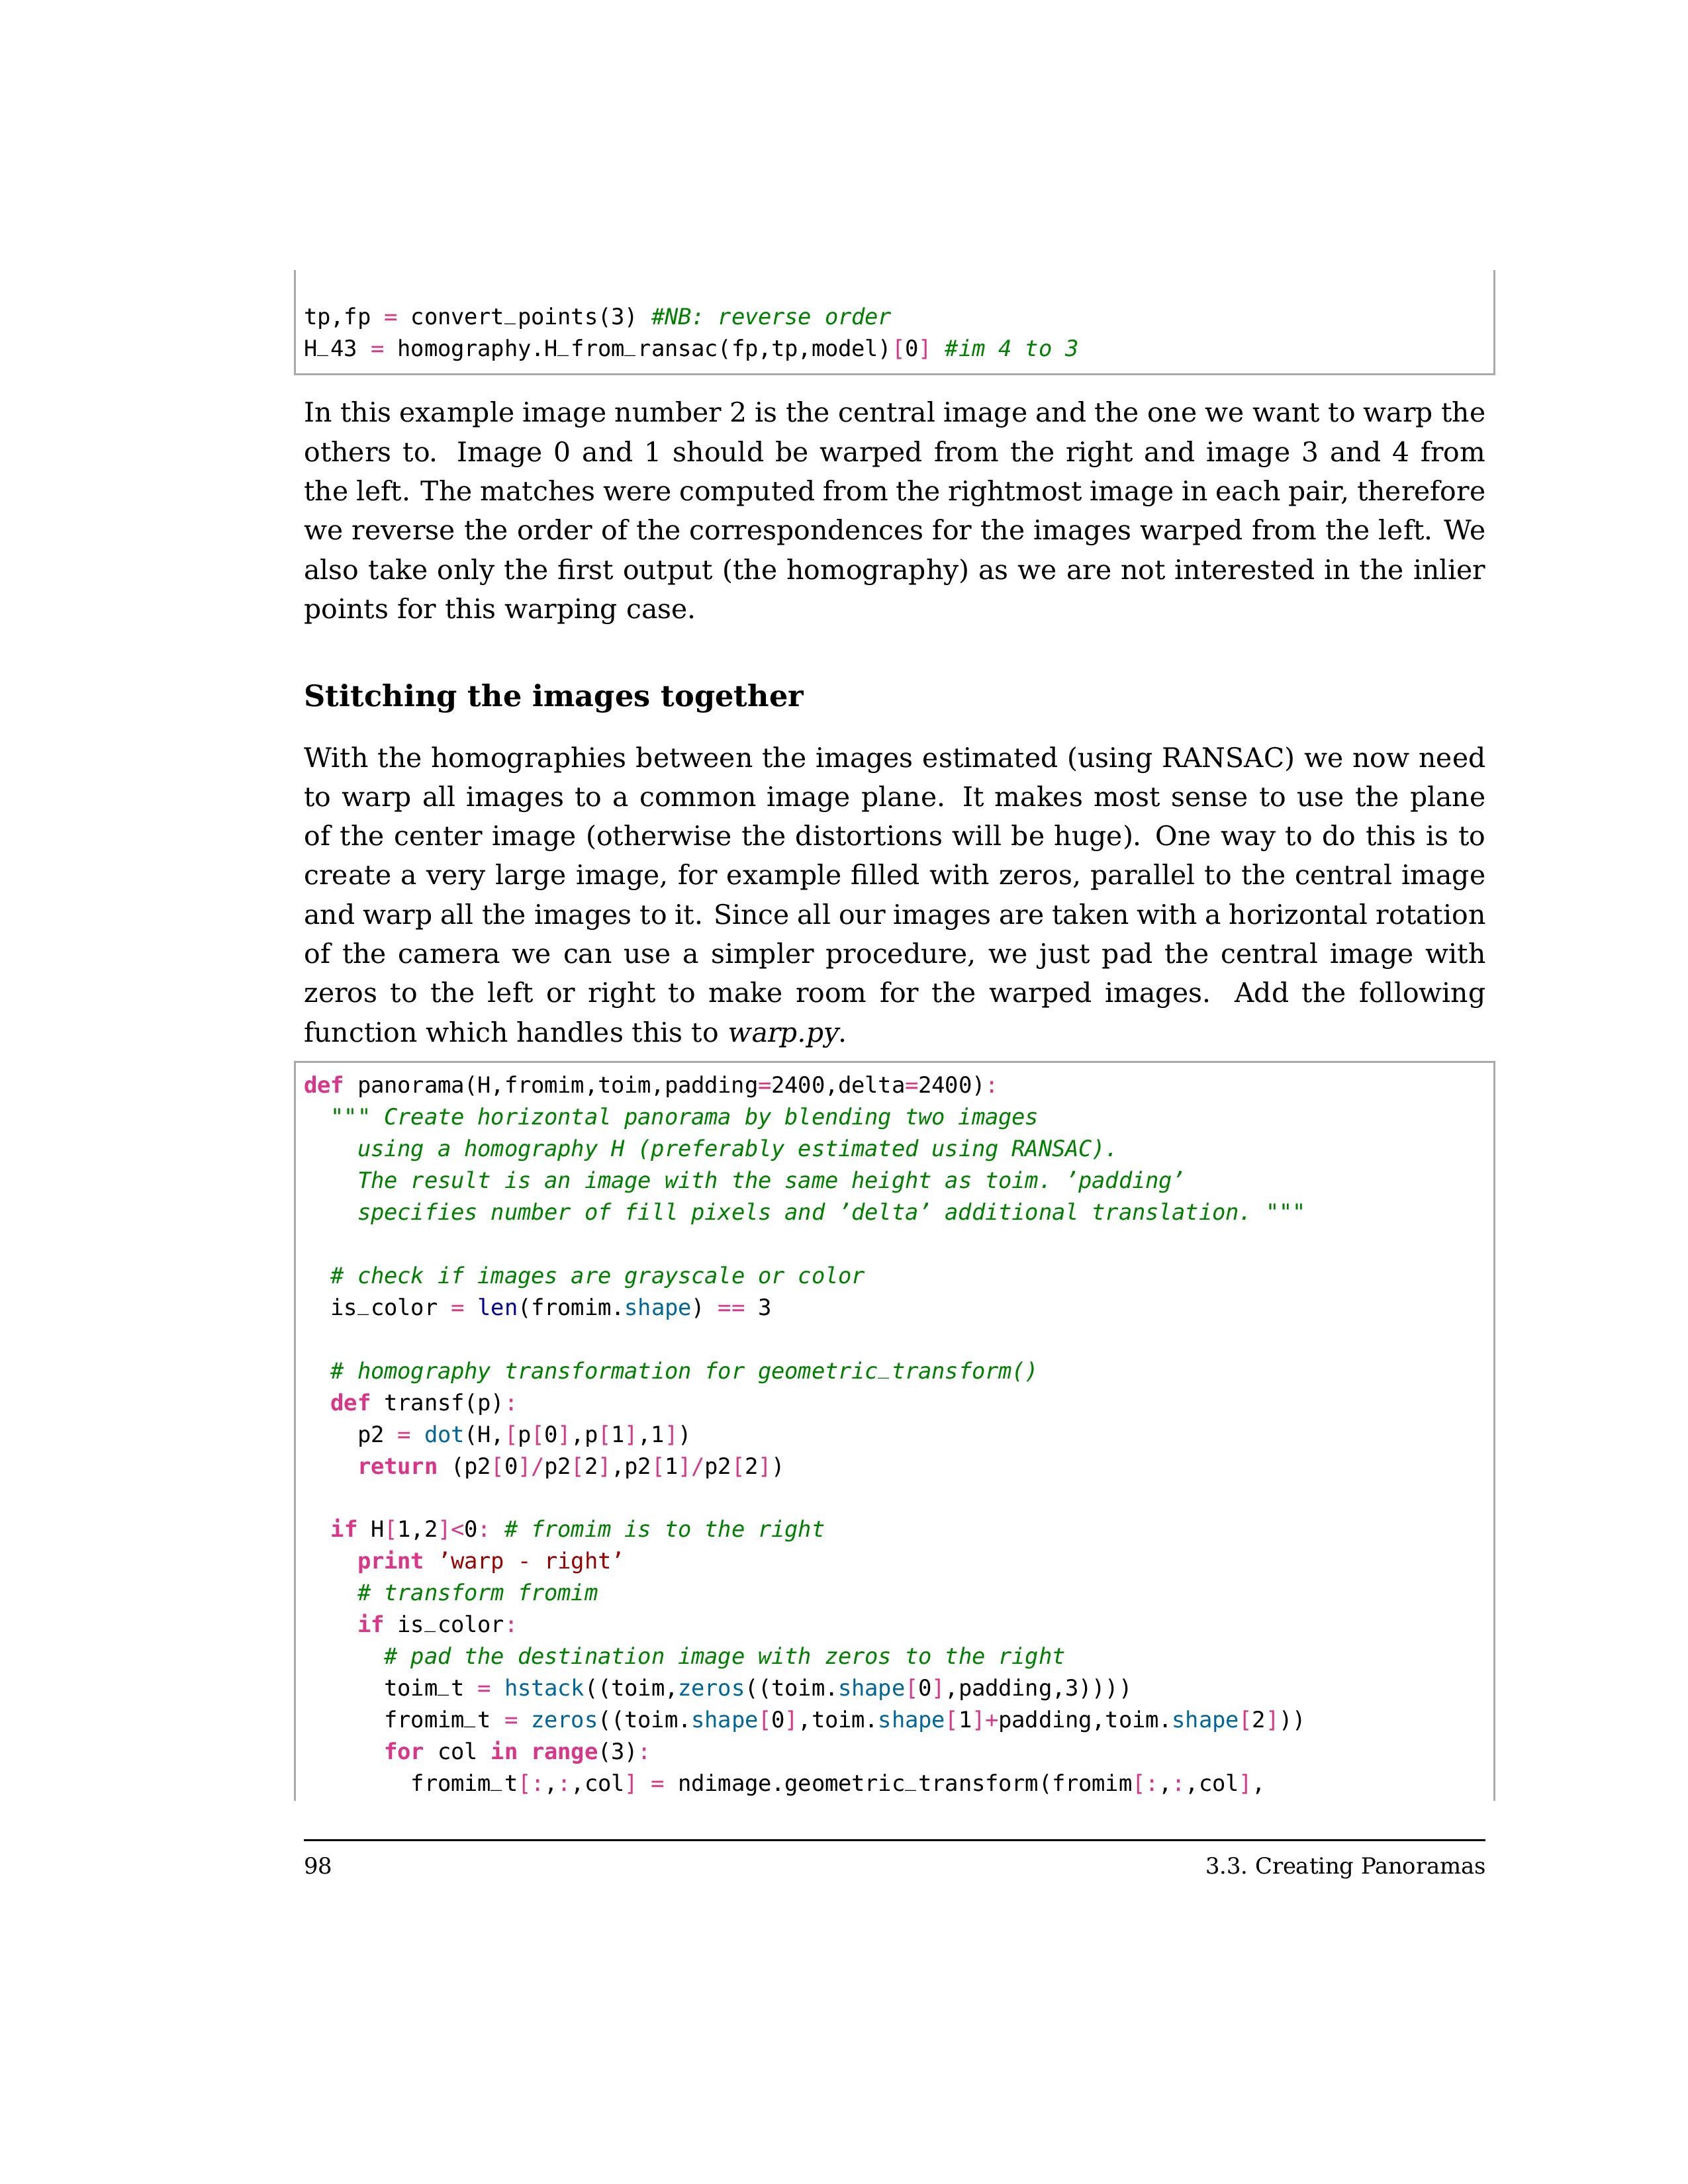 tp,fp = convert_points(3) #NB: reverse order
H_43 = homography.H_from_ransac(fp,tp,model)[0] #im 4 to 3
In this example image number 2 is the central image and the one we want to warp the
others to. Image 0 and 1 should be warped from the right and image 3 and 4 from
the left. The matches were computed from the rightmost image in each pair, therefore
we reverse the order of the correspondences for the images warped from the left. We
also take only the first output (the homography) as we are not interested in the inlier
points for this warping case.
Stitching the images together
With the homographies between the images estimated (using RANSAC) we now need
to warp all images to a common image plane. It makes most sense to use the plane
of the center image (otherwise the distortions will be huge). One way to do this is to
create a very large image, for example filled with zeros, parallel to the central image
and warp all the images to it. Since all our images are taken with a horizontal rotation
of the camera we can use a simpler procedure, we just pad the central image with
zeros to the left or right to make room for the warped images. Add the following
function which handles this to warp.py.
def panorama(H,fromim,toim,padding=2400,delta=2400):
  """ Create horizontal panorama by blending two images
    using a homography H (preferably estimated using RANSAC).
    The result is an image with the same height as toim. ’padding’
    specifies number of fill pixels and ’delta’ additional translation. """
  # check if images are grayscale or color
  is_color = len(fromim.shape) == 3
  # homography transformation for geometric_transform()
  def transf(p):
    p2 = dot(H,[p[0],p[1],1])
    return (p2[0]/p2[2],p2[1]/p2[2])
  if H[1,2]<0: # fromim is to the right
    print ’warp - right’
    # transform fromim
    if is_color:
      # pad the destination image with zeros to the right
      toim_t = hstack((toim,zeros((toim.shape[0],padding,3))))
      fromim_t = zeros((toim.shape[0],toim.shape[1]+padding,toim.shape[2]))
      for col in range(3):
        fromim_t[:,:,col] = ndimage.geometric_transform(fromim[:,:,col],
98 3.3. Creating Panoramas